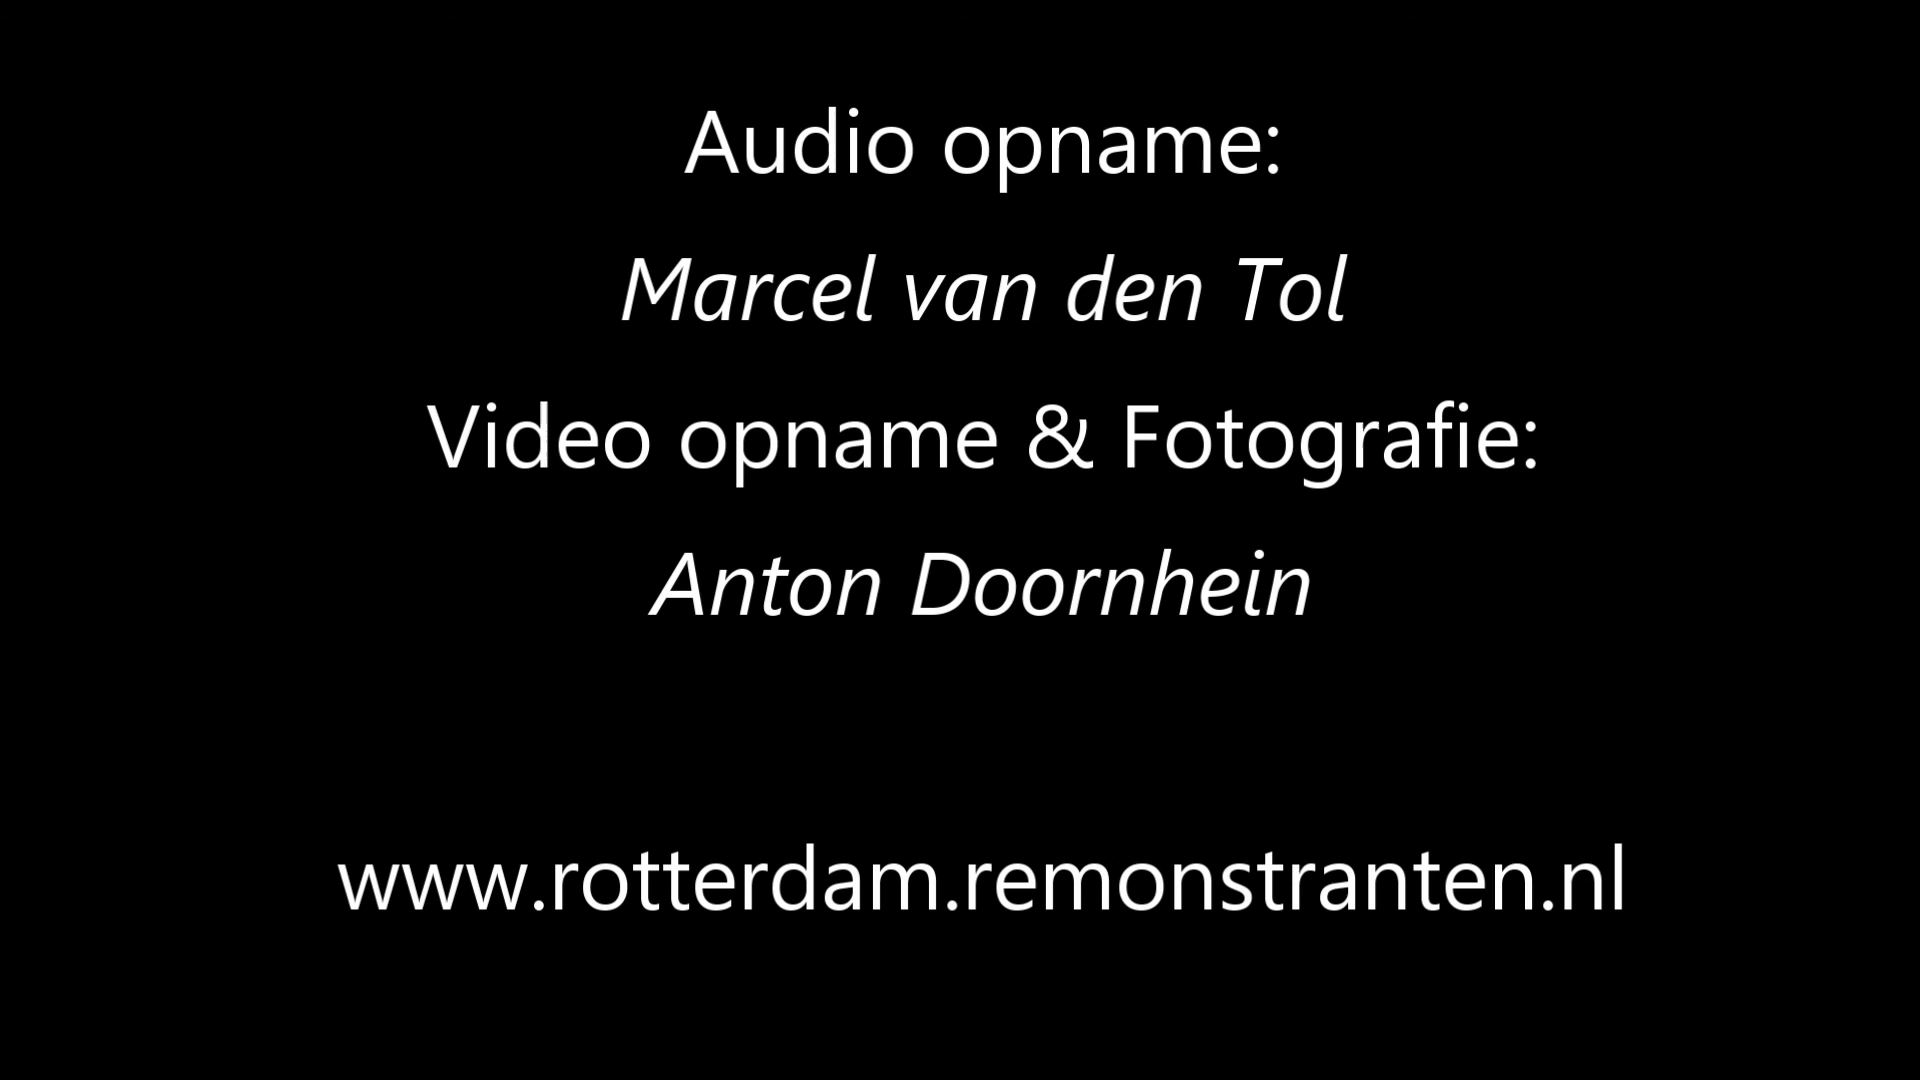 Audio opname:
Marcel van den Tol
Video opname & Fotografie:
Anton Doornhein
www.rotterdam.remonstranten.nl